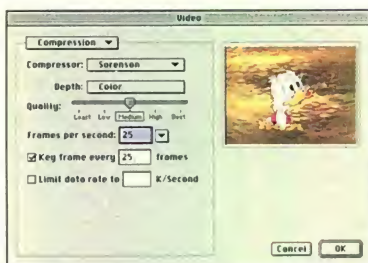 Video
Compression
Compressor: Sorenson
Depth: Color
Quality:
Least Low Medium High Best
Frames per second: 25
Key frame every 25 frames
Limit data rate to K/Second
Cancel OK